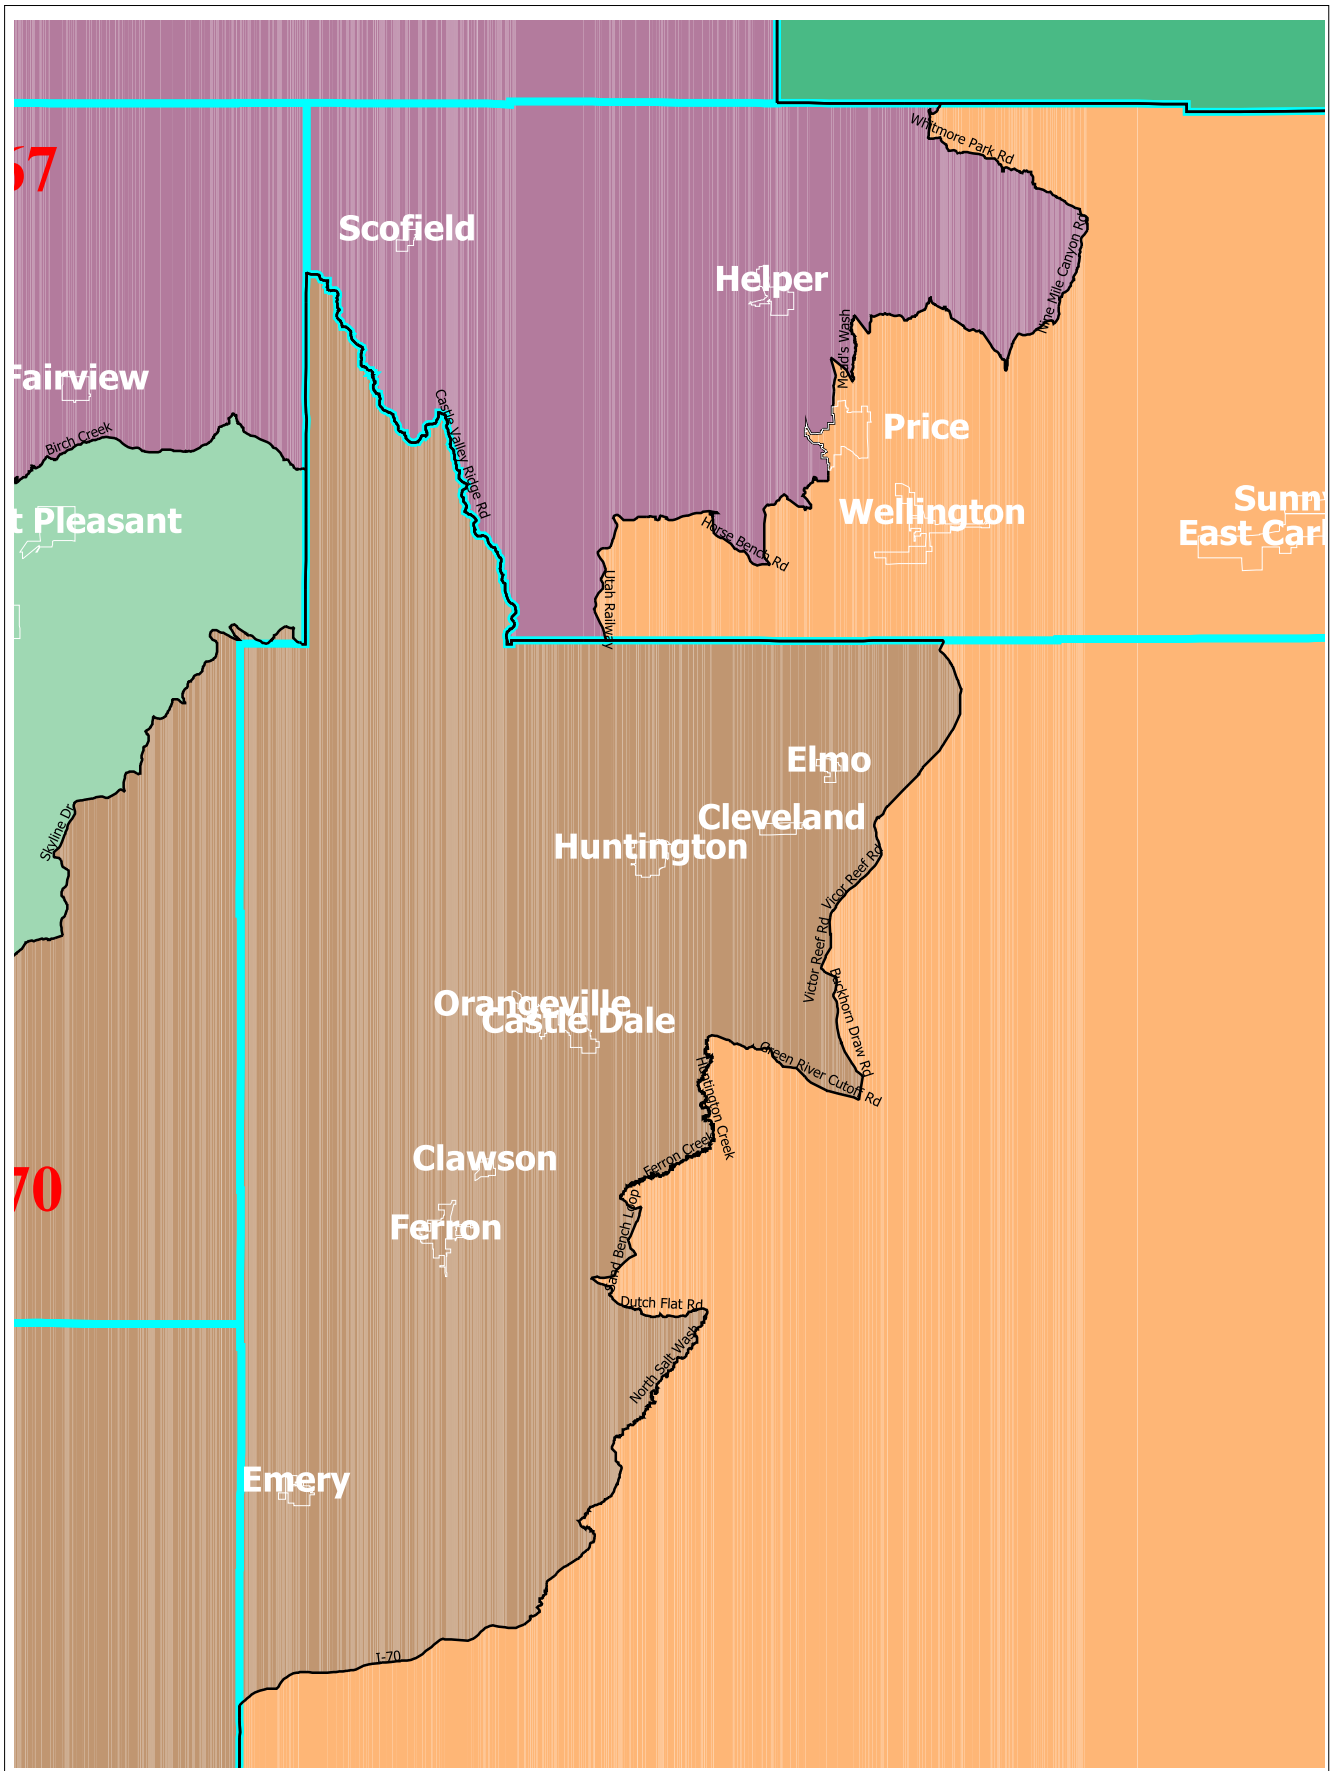 Whitmore Park Rd
67
Scofield
Nine Mile Canyon Rd
Helper
Mead's Wash
Fairview
Castle Valley Ridge Rd
Birch Creek
Price
Sunn
Wellington
t Pleasant
East Carl
Horse Bench Rd
Utah Railway
Elmo
Cleveland
Skyline Dr
Huntington
Vicor Reef Rd
Victor Reef Rd
Buckhorn Draw Rd
Orangeville
Castle Dale
Green River Cutoff Rd
Huntington Creek
Ferron Creek
Clawson
70
Sand Bench Loop
Ferron
Dutch Flat Rd
North Salt Wash
Emery
I-70